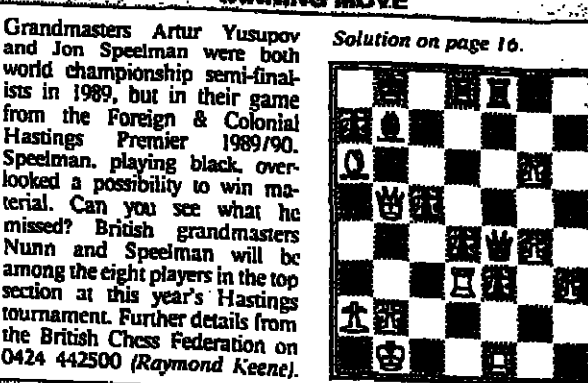 WINNING MOVE
Grandmasters Artur Yusupov
and Jon Speelman were both
world championship semi-final-
ists in 1989, but in their game
from the Foreign & Colonial
Hastings Premier 1989/90.
Speelman, playing black, over-
looked a possibility to win ma-
terial. Can you see what he
missed? British grandmasters
Nunn and Speelman will be
among the eight players in the top
section at this year's Hastings
tournament. Further details from
the British Chess Federation on
0424 442500 (Raymond Keene).
Solution on page 16.